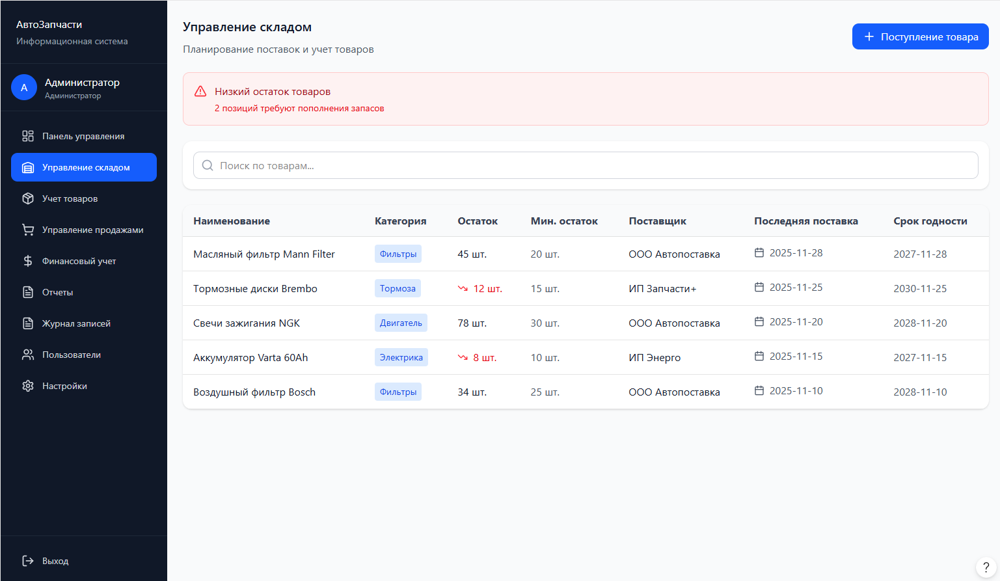 АвтоЗапчасти
Информационная система
А
Администратор
Администратор
Панель управления
Управление складом
Учет товаров
Управление продажами
Финансовый учет
Отчеты
Журнал записей
Пользователи
Настройки
Выход
Управление складом
Планирование поставок и учет товаров
Поступление товара
Низкий остаток товаров
2 позиций требуют пополнения запасов
Поиск по товарам...
Наименование Категория Остаток Мин. остаток Поставщик Последняя поставка Срок годности
Масляный фильтр Mann Filter Фильтры 45 шт. 20 шт. ООО Автопоставка 2025-11-28 2027-11-28
Тормозные диски Brembo Тормоза 12 шт. 15 шт. ИП Запчасти+ 2025-11-25 2030-11-25
Свечи зажигания NGK Двигатель 78 шт. 30 шт. ООО Автопоставка 2025-11-20 2028-11-20
Аккумулятор Varta 60Ah Электрика 8 шт. 10 шт. ИП Энерго 2025-11-15 2027-11-15
Воздушный фильтр Bosch Фильтры 34 шт. 25 шт. ООО Автопоставка 2025-11-10 2028-11-10
?